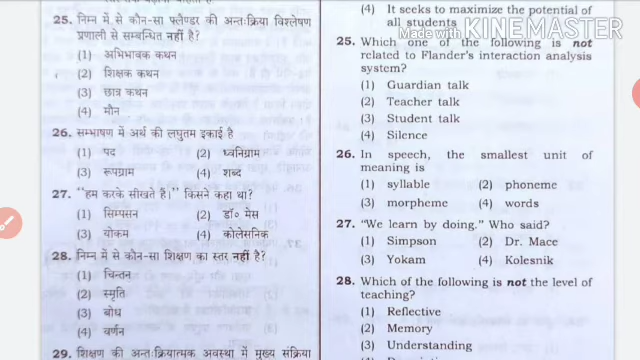 25. निम्न में से कौन-सा फ्लैण्डर की अन्तःक्रिया विश्लेषण
प्रणाली से सम्बन्धित नहीं है?
(1) अभिभावक कथन
(2) शिक्षक कथन
(3) छात्र कथन
(4) मौन
26. सम्भाषण में अर्थ की लघुतम इकाई है
(1) पद (2) ध्वनिग्राम
(3) रूपग्राम (4) शब्द
27. "हम करके सीखते हैं।" किसने कहा था?
(1) सिम्पसन (2) डॉ० मेस
(3) योकम (4) कोलेसनिक
28. निम्न में से कौन-सा शिक्षण का स्तर नहीं है?
(1) चिन्तन
(2) स्मृति
(3) बोध
(4) वर्णन
29. शिक्षण की अन्तःक्रियात्मक अवस्था में मुख्य संक्रिया
(4) It seeks to maximize the potential of
all students
Made with KINEMASTER
25. Which one of the following is not
related to Flander's interaction analysis
system?
(1) Guardian talk
(2) Teacher talk
(3) Student talk
(4) Silence
26. In speech, the smallest unit of
meaning is
(1) syllable (2) phoneme
(3) morpheme (4) words
27. "We learn by doing." Who said?
(1) Simpson (2) Dr. Mace
(3) Yokam (4) Kolesnik
28. Which of the following is not the level of
teaching?
(1) Reflective
(2) Memory
(3) Understanding